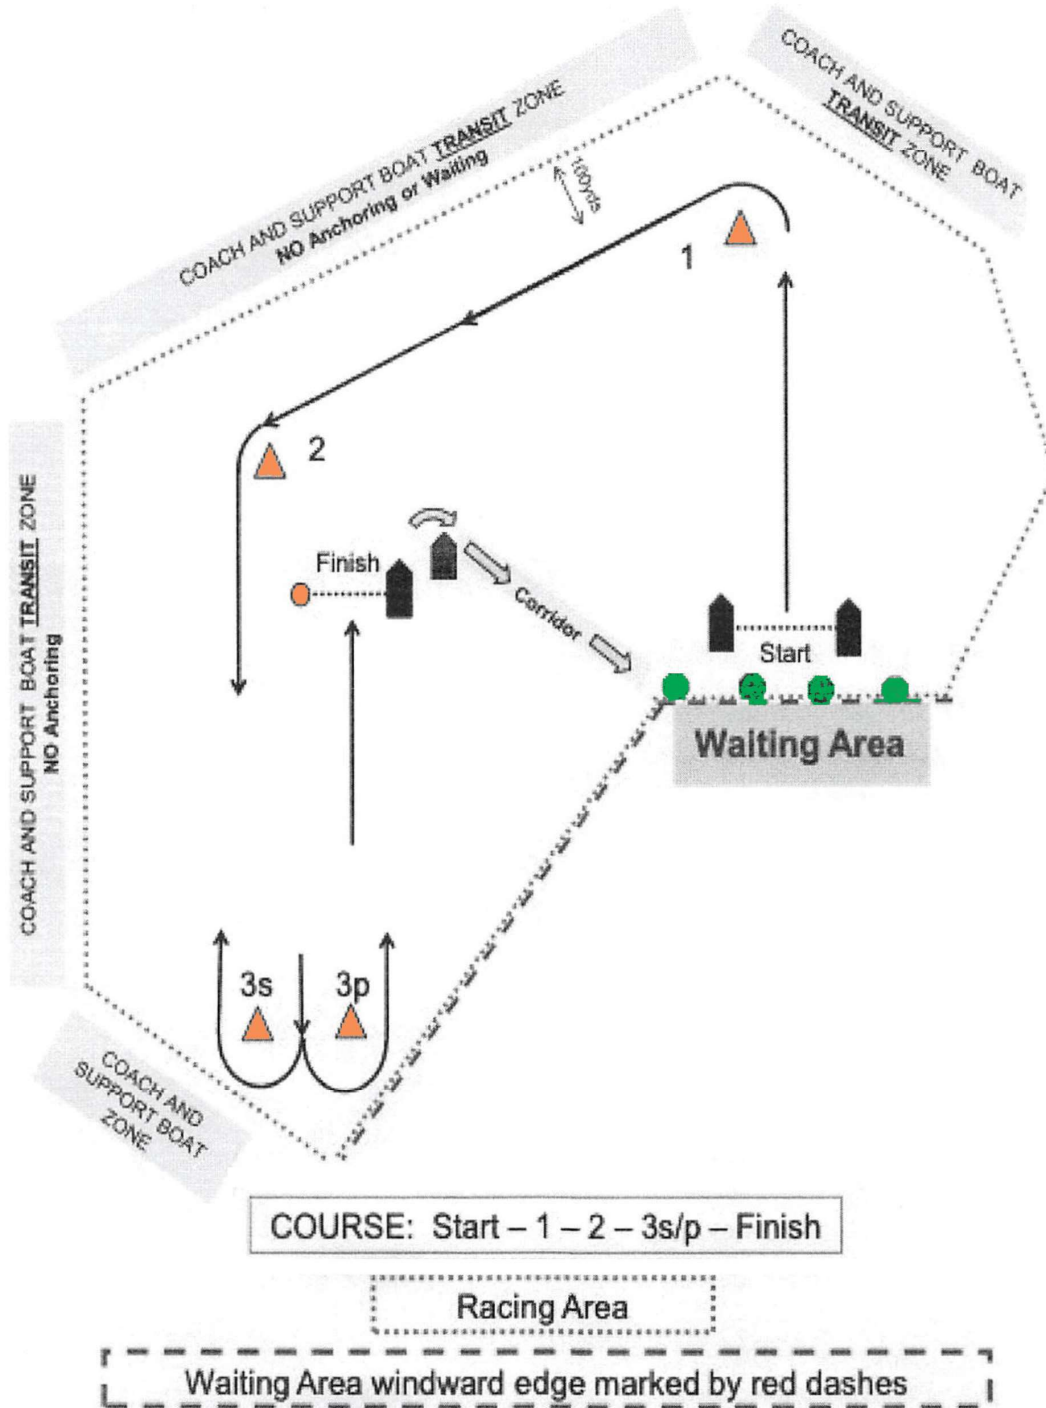 COACH AND SUPPORT BOAT
TRANSIT ZONE
COACH AND SUPPORT BOAT TRANSIT ZONE
NO Anchoring or Waiting
100yds
1
2
COACH AND SUPPORT BOAT TRANSIT ZONE
NO Anchoring
Finish
Corridor
Start
Waiting Area
3s
3p
COACH AND
SUPPORT BOAT
ZONE
COURSE: Start – 1 – 2 – 3s/p – Finish
Racing Area
Waiting Area windward edge marked by red dashes